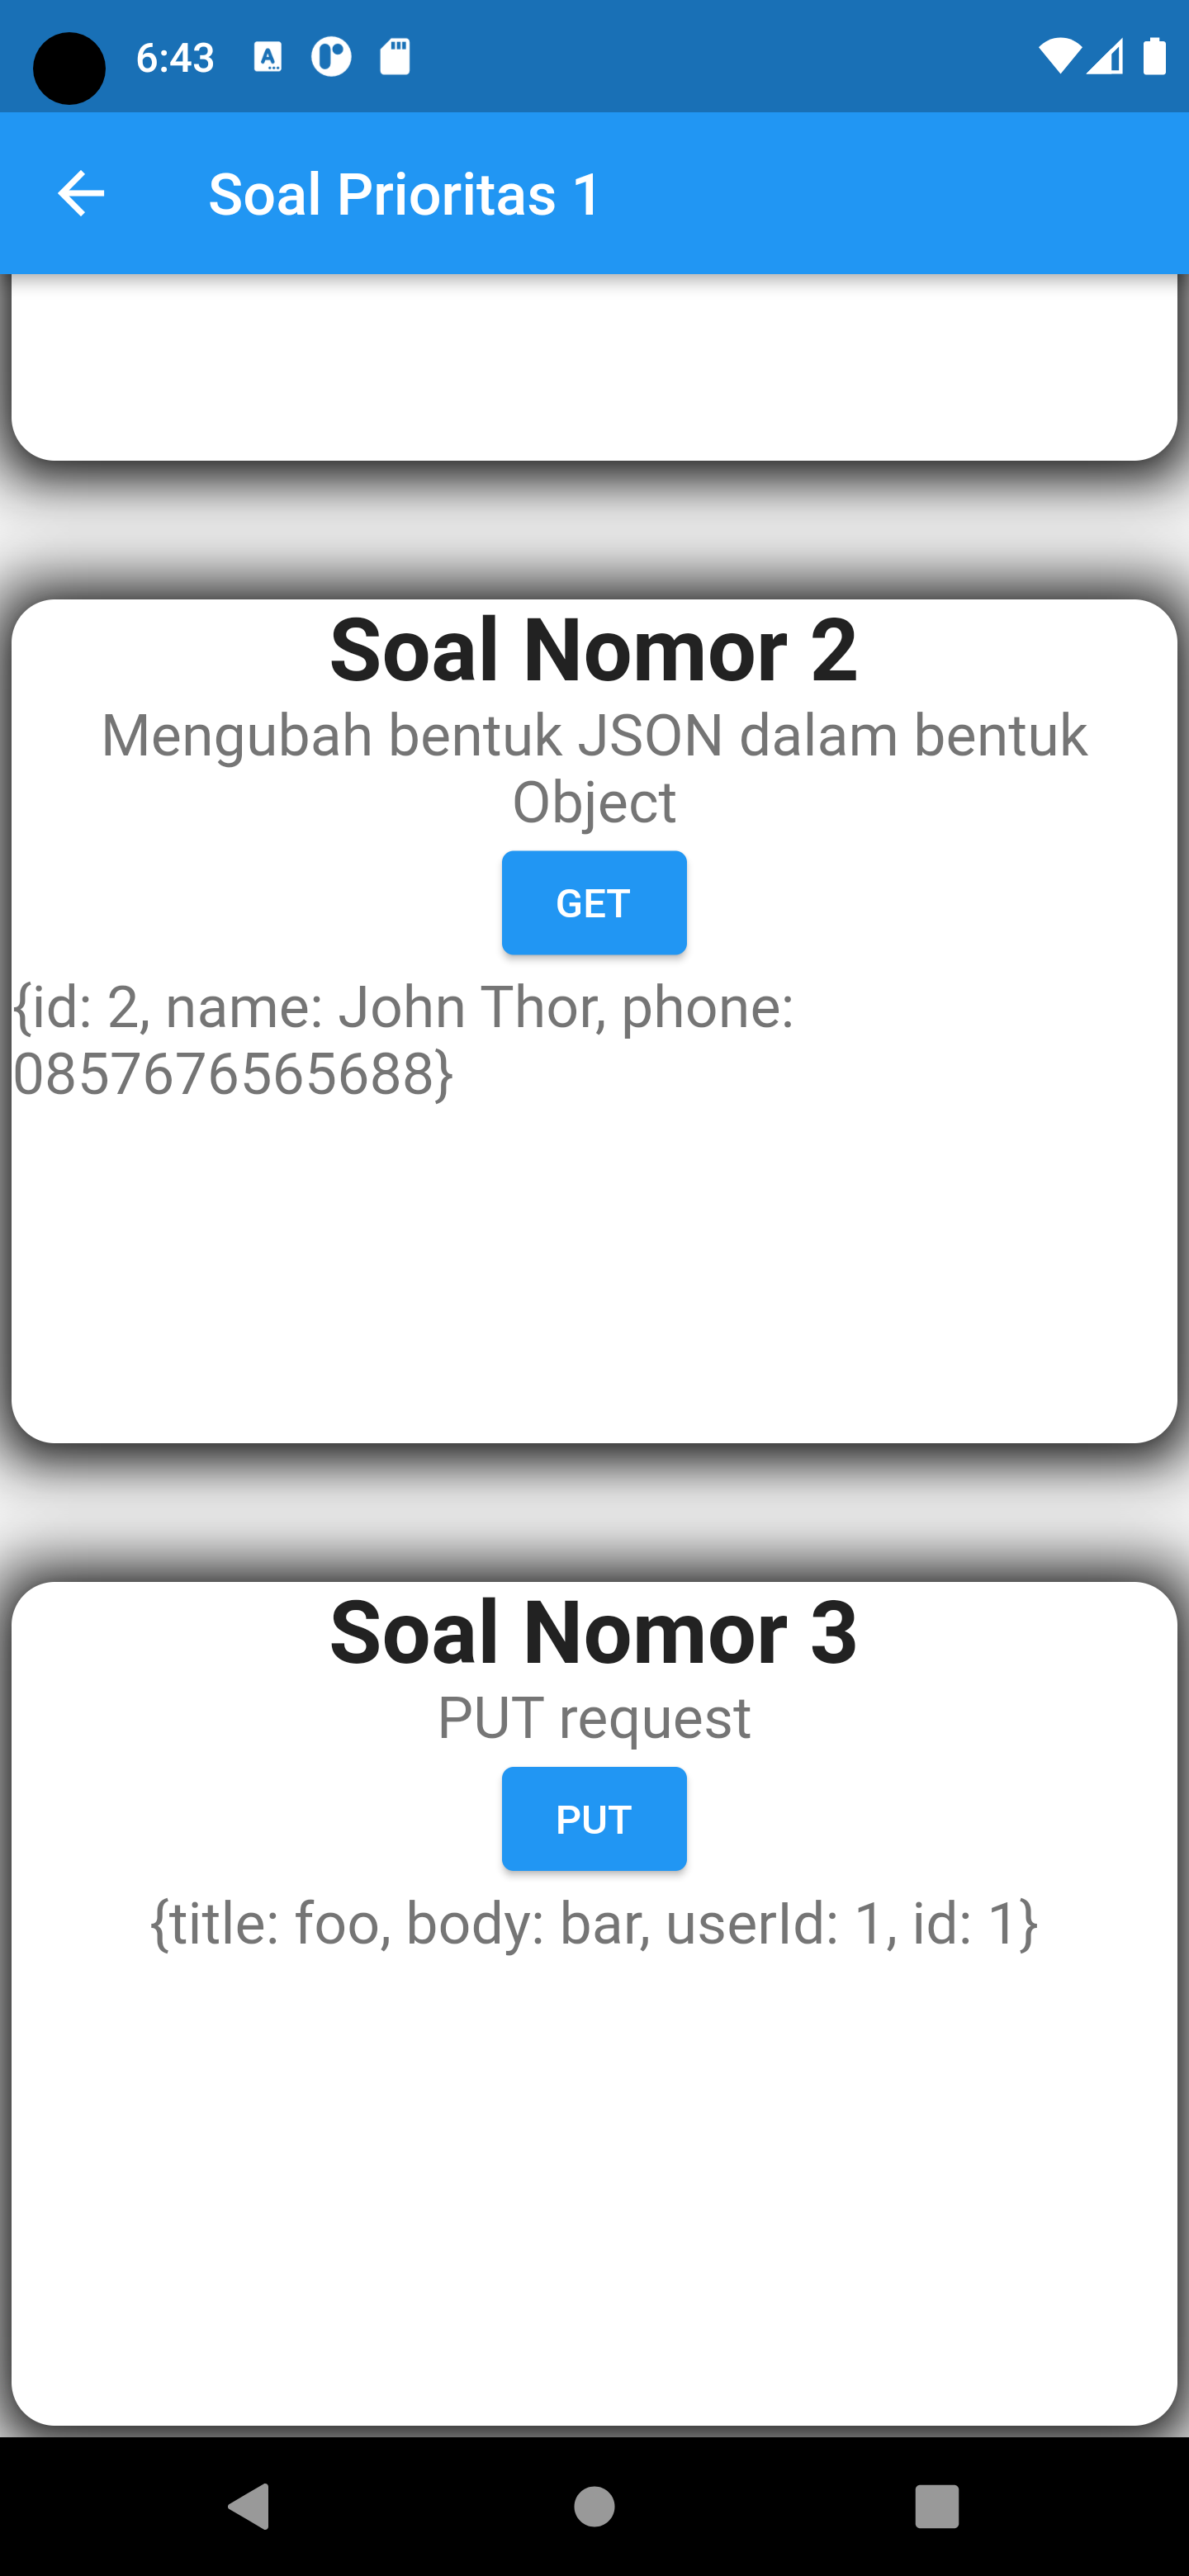 6:43
Soal Prioritas 1
Soal Nomor 2
Mengubah bentuk JSON dalam bentuk
Object
GET
{id: 2, name: John Thor, phone:
0857676565688}
Soal Nomor 3
PUT request
PUT
{title: foo, body: bar, userId: 1, id: 1}